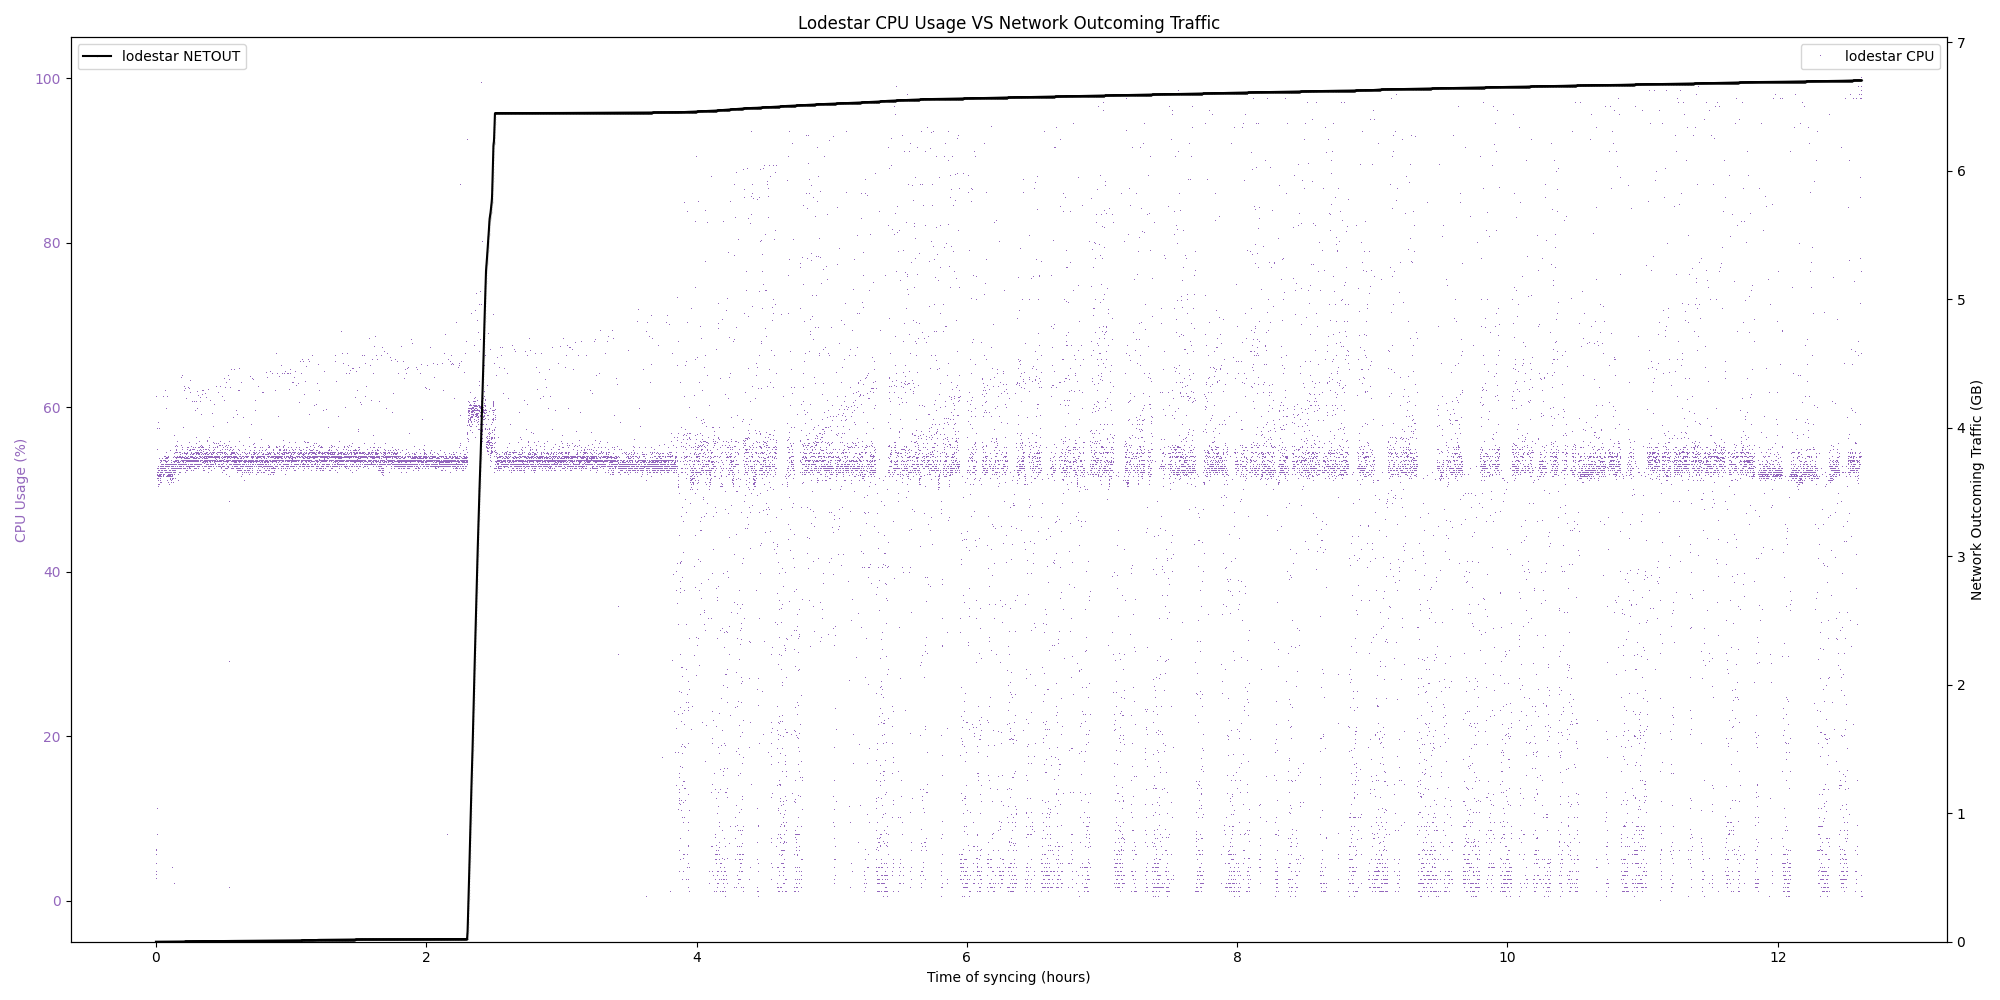 Lodestar CPU Usage VS Network Outcoming Traffic
lodestar NETOUT
lodestar CPU
CPU Usage (%)
100
80
60
40
20
0
7
6
5
4
3
2
1
0
Network Outcoming Traffic (GB)
0 2 4 6 8 10 12
Time of syncing (hours)